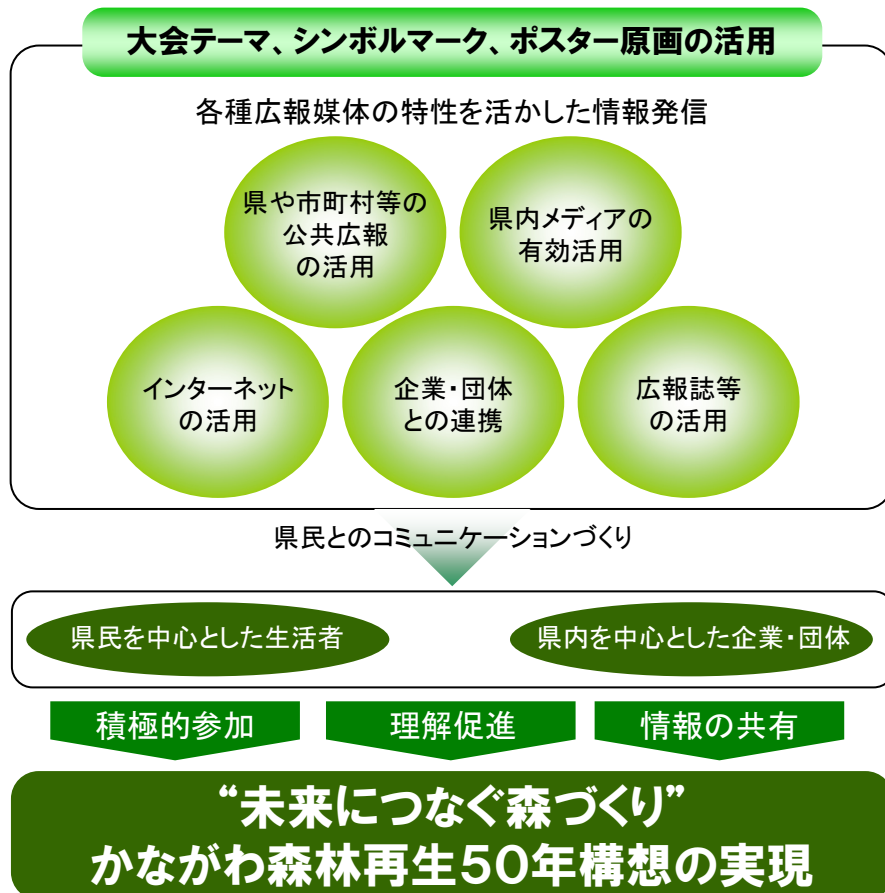 大会テーマ、シンボルマーク、ポスター原画の活用
各種広報媒体の特性を活かした情報発信
県や市町村等の
公共広報
の活用
県内メディアの
有効活用
インターネット
の活用
企業・団体
との連携
広報誌等
の活用
県民とのコミュニケーションづくり
県民を中心とした生活者
県内を中心とした企業・団体
積極的参加
理解促進
情報の共有
“未来につなぐ森づくり”
かながわ森林再生50年構想の実現